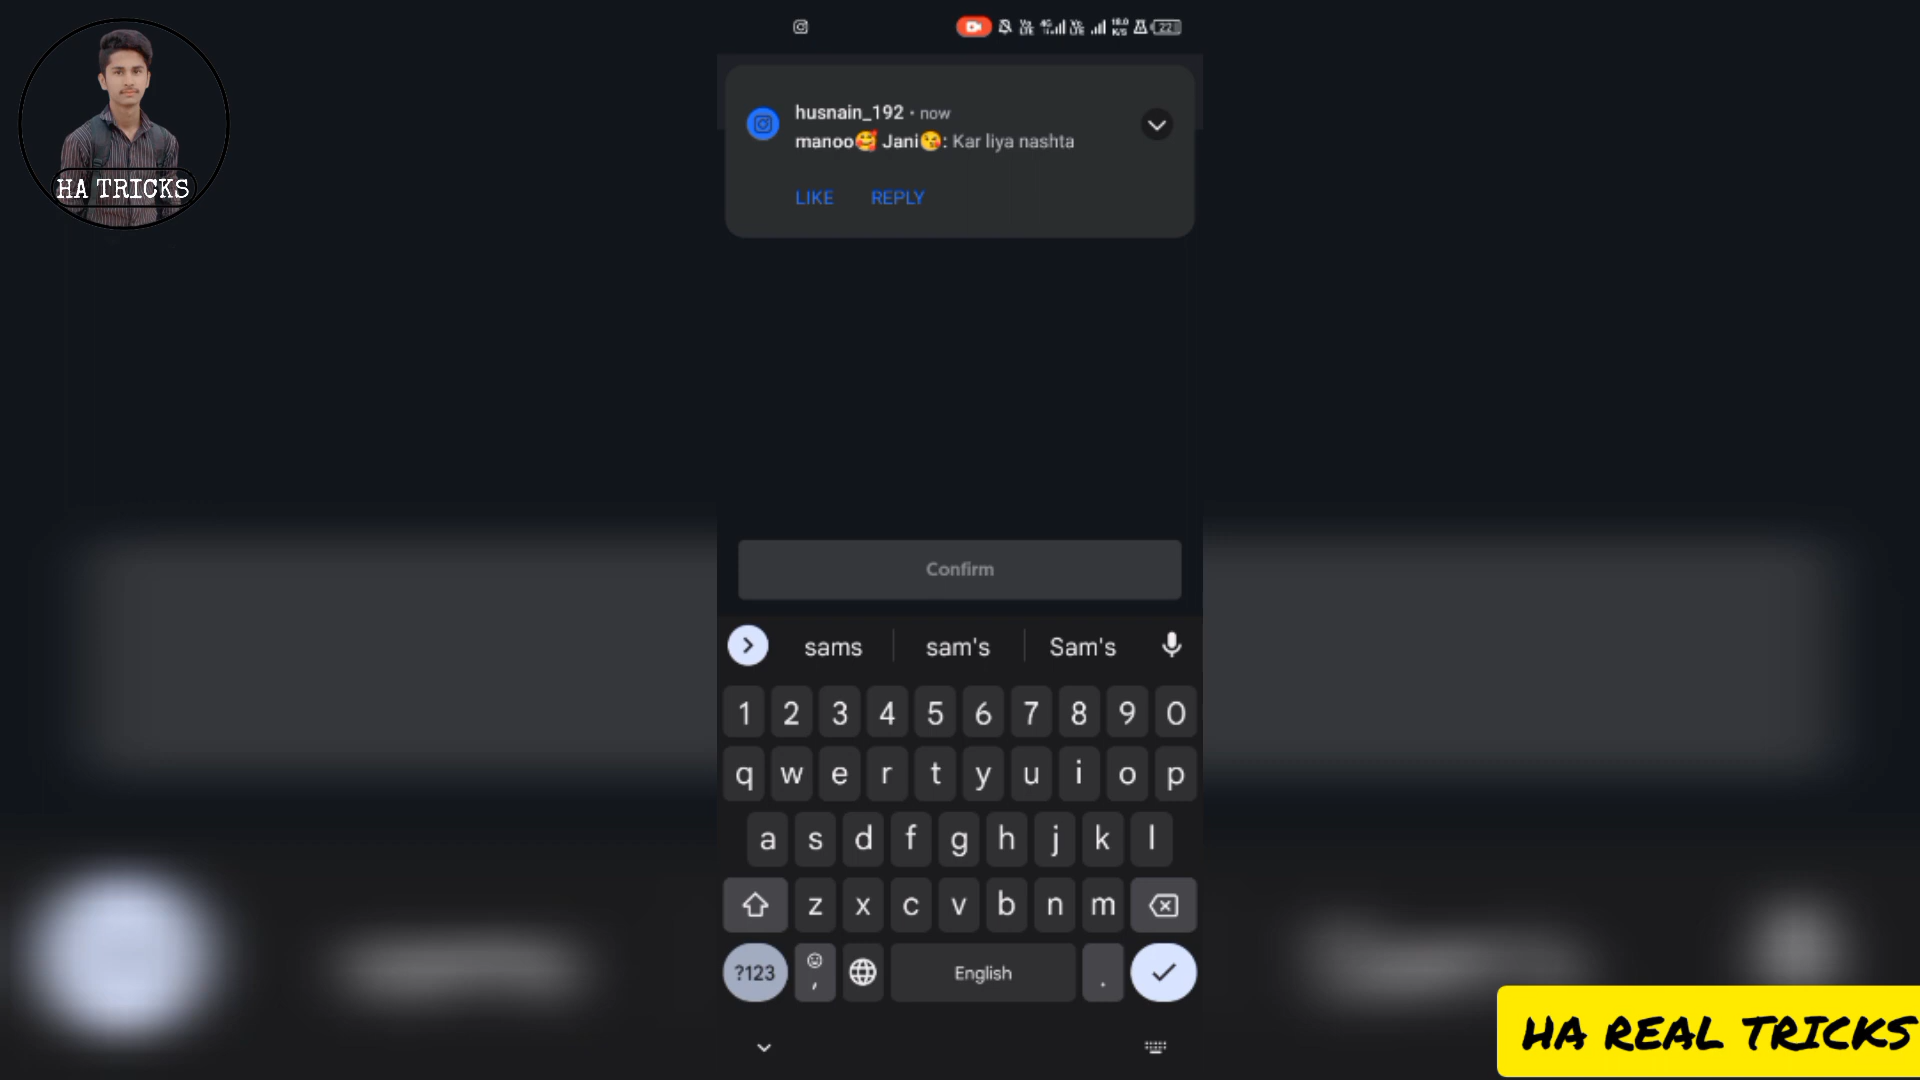 husnain_192 • now
manoo🥰 Jani😘: Kar liya nashta
LIKE REPLY
HA TRICKS
Confirm
sams sam's Sam's
1 2 3 4 5 6 7 8 9 0
q w e r t y u i o p
a s d f g h j k l
z x c v b n m
?123 , English .
HA REAL TRICKS